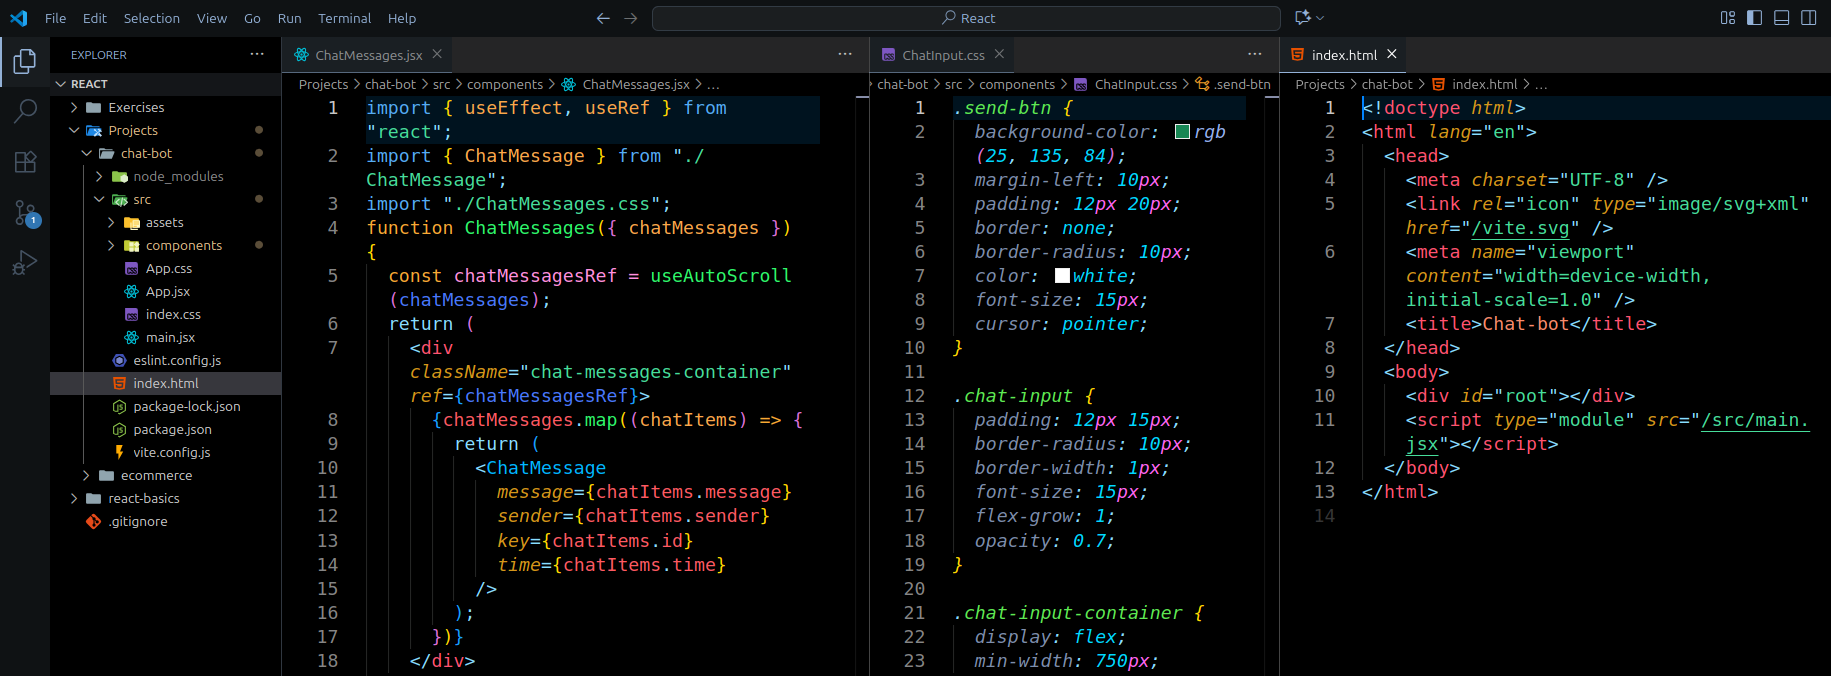 File Edit Selection View Go Run Terminal Help
React
EXPLORER
REACT
Exercises
Projects
chat-bot
node_modules
src
assets
components
App.css
App.jsx
index.css
main.jsx
eslint.config.js
index.html
package-lock.json
package.json
vite.config.js
ecommerce
react-basics
.gitignore
1
ChatMessages.jsx
Projects > chat-bot > src > components > ChatMessages.jsx > ...
1 import { useEffect, useRef } from
"react";
2 import { ChatMessage } from "./
ChatMessage";
3 import "./ChatMessages.css";
4 function ChatMessages({ chatMessages })
{
5 const chatMessagesRef = useAutoScroll
(chatMessages);
6 return (
7 <div
className="chat-messages-container"
ref={chatMessagesRef}>
8 {chatMessages.map((chatItems) => {
9 return (
10 <ChatMessage
11 message={chatItems.message}
12 sender={chatItems.sender}
13 key={chatItems.id}
14 time={chatItems.time}
15 />
16 );
17 })}
18 </div>
ChatInput.css
chat-bot > src > components > ChatInput.css > .send-btn
1 .send-btn {
2 background-color: rgb
(25, 135, 84);
3 margin-left: 10px;
4 padding: 12px 20px;
5 border: none;
6 border-radius: 10px;
7 color: white;
8 font-size: 15px;
9 cursor: pointer;
10 }
11
12 .chat-input {
13 padding: 12px 15px;
14 border-radius: 10px;
15 border-width: 1px;
16 font-size: 15px;
17 flex-grow: 1;
18 opacity: 0.7;
19 }
20
21 .chat-input-container {
22 display: flex;
23 min-width: 750px;
index.html
Projects > chat-bot > index.html > ...
1 <!doctype html>
2 <html lang="en">
3 <head>
4 <meta charset="UTF-8" />
5 <link rel="icon" type="image/svg+xml"
href="/vite.svg" />
6 <meta name="viewport"
content="width=device-width,
initial-scale=1.0" />
7 <title>Chat-bot</title>
8 </head>
9 <body>
10 <div id="root"></div>
11 <script type="module" src="/src/main.
jsx"></script>
12 </body>
13 </html>
14